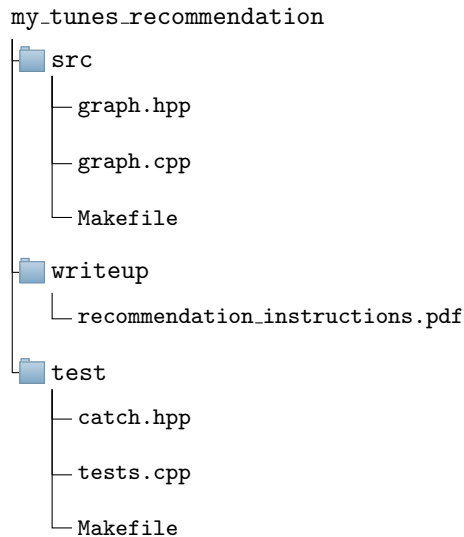 my_tunes_recommendation
src
graph.hpp
graph.cpp
Makefile
writeup
recommendation_instructions.pdf
test
catch.hpp
tests.cpp
Makefile